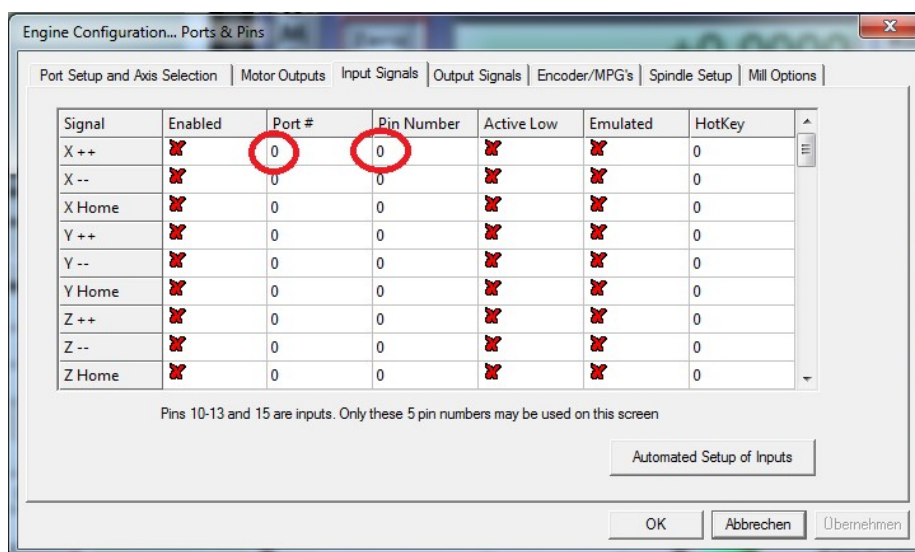 Engine Configuration... Ports & Pins
Port Setup and Axis Selection Motor Outputs Input Signals Output Signals Encoder/MPG's Spindle Setup Mill Options
Signal Enabled Port # Pin Number Active Low Emulated HotKey
X ++ 0 0 0
X -- 0 0 0
X Home 0 0 0
Y ++ 0 0 0
Y -- 0 0 0
Y Home 0 0 0
Z ++ 0 0 0
Z -- 0 0 0
Z Home 0 0 0
Pins 10-13 and 15 are inputs. Only these 5 pin numbers may be used on this screen
Automated Setup of Inputs
OK Abbrechen Übernehmen